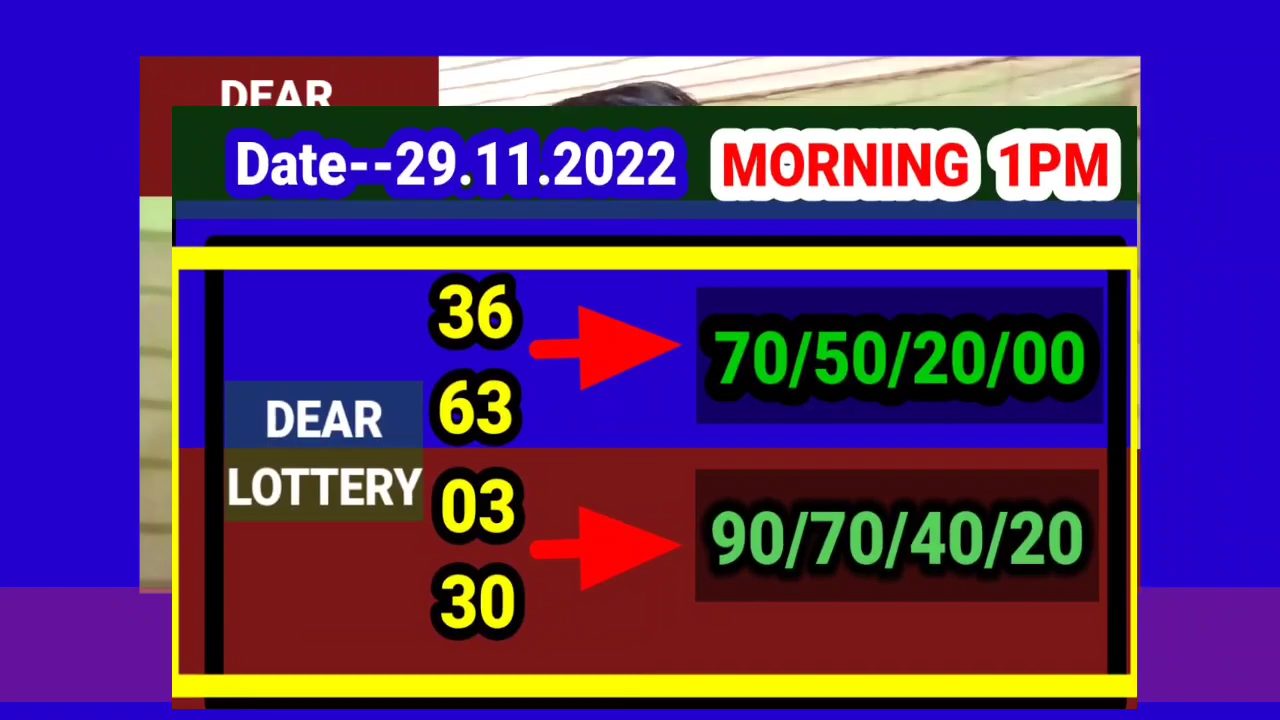 DEAR
Date--29.11.2022 MORNING 1PM
36
70/50/20/00
63
DEAR
LOTTERY
03
90/70/40/20
30